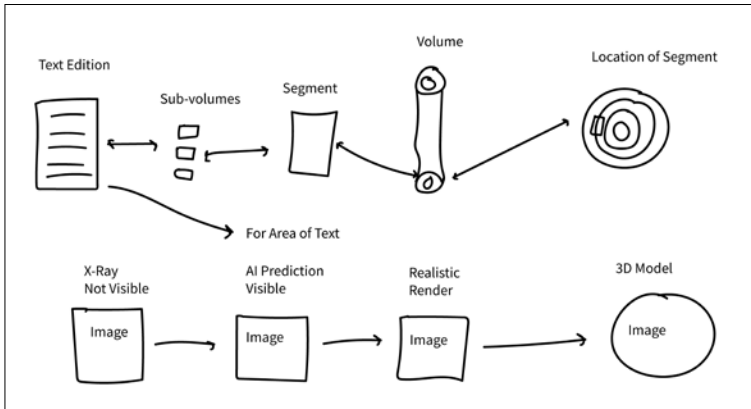 Text Edition
Sub-volumes
Segment
Volume
Location of Segment
For Area of Text
X-Ray
Not Visible
AI Prediction
Visible
Realistic
Render
3D Model
Image
Image
Image
Image